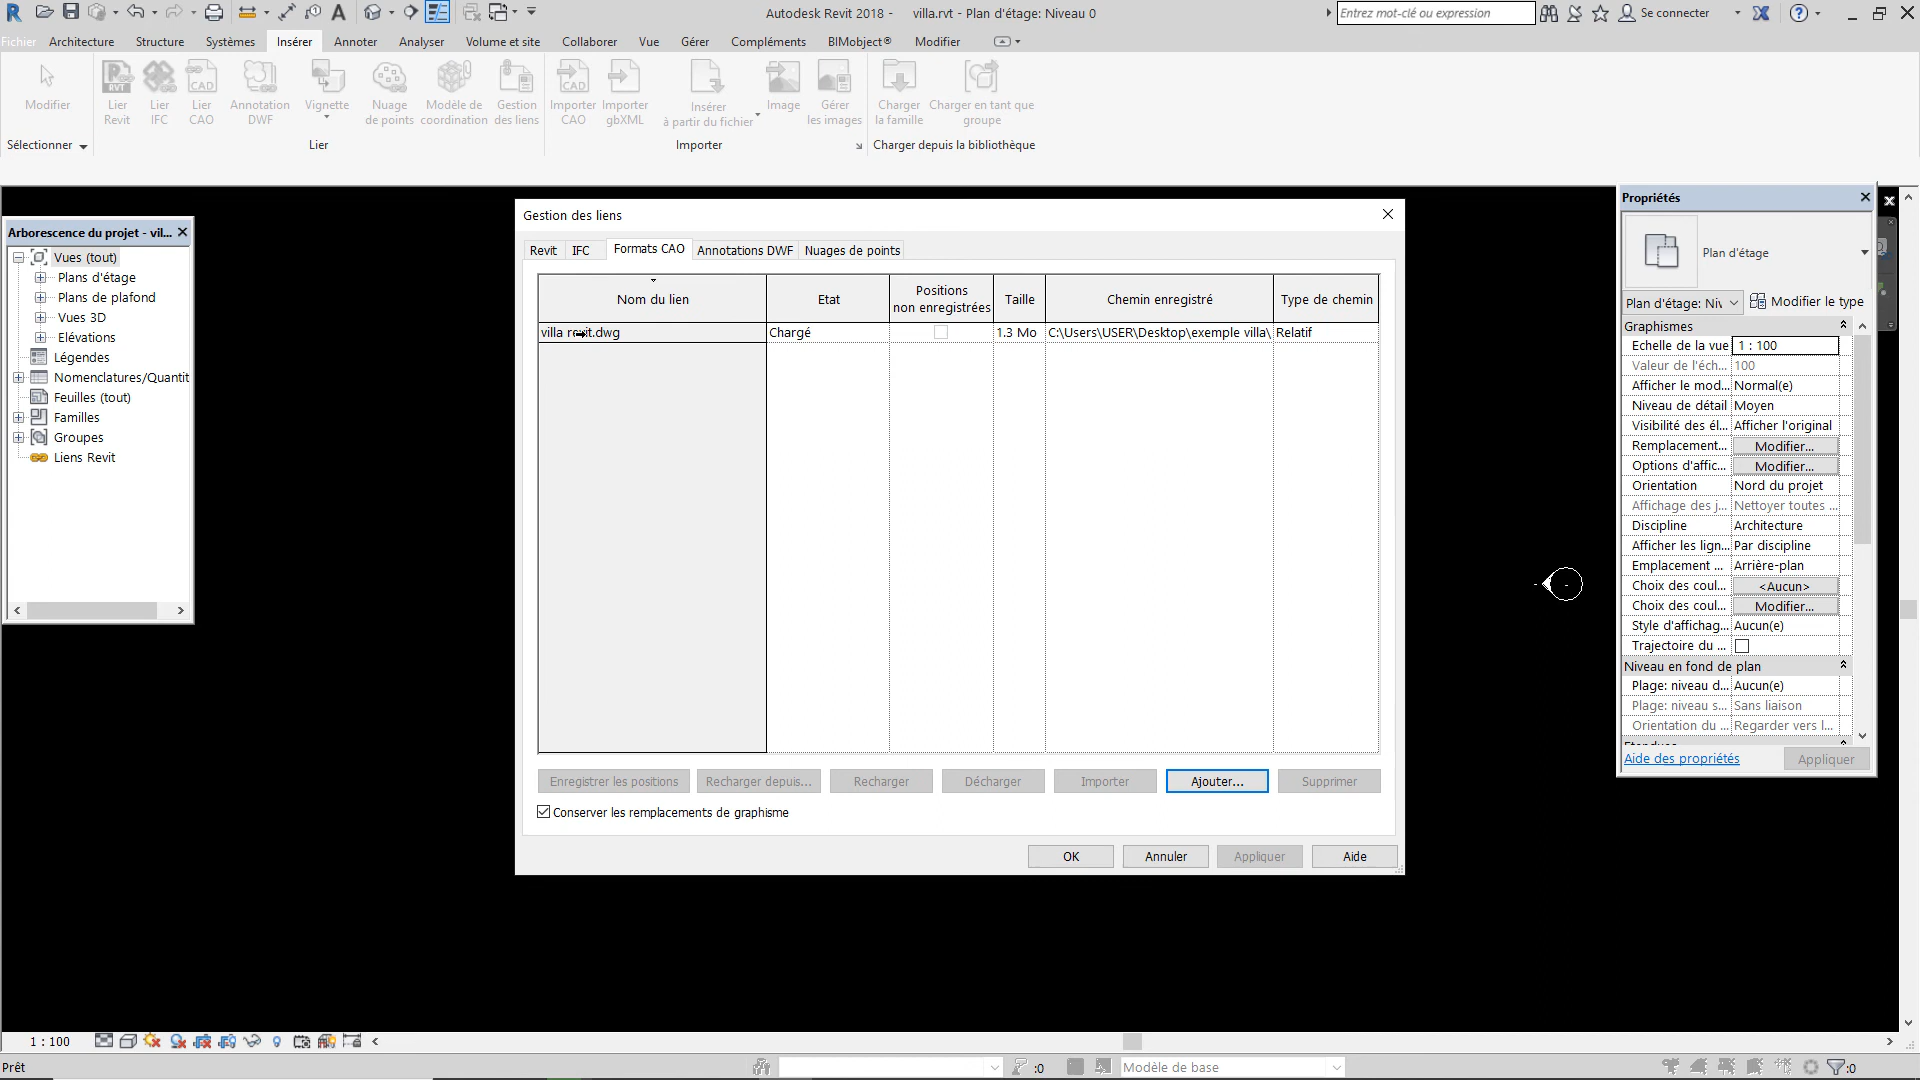 Autodesk Revit 2018 - villa.rvt - Plan d'étage: Niveau 0
Entrez mot-clé ou expression
Se connecter
Fichier Architecture Structure Systèmes Insérer Annoter Analyser Volume et site Collaborer Vue Gérer Compléments BIMobject® Modifier
Modifier
Lier Revit
Lier IFC
Lier CAO
Annotation DWF
Vignette
Nuage de points
Modèle de coordination
Gestion des liens
Importer CAO
Importer gbXML
Insérer à partir du fichier
Image
Gérer les images
Charger la famille
Charger en tant que groupe
Sélectionner
Lier
Importer
Charger depuis la bibliothèque
Arborescence du projet - vil...
Vues (tout)
Plans d'étage
Plans de plafond
Vues 3D
Elévations
Légendes
Nomenclatures/Quantit
Feuilles (tout)
Familles
Groupes
Liens Revit
Gestion des liens
Revit IFC Formats CAO Annotations DWF Nuages de points
Nom du lien
Etat
Positions non enregistrées
Taille
Chemin enregistré
Type de chemin
villa revit.dwg Chargé 1.3 Mo C:\Users\USER\Desktop\exemple villa\ Relatif
Enregistrer les positions Recharger depuis... Recharger Décharger Importer Ajouter... Supprimer
Conserver les remplacements de graphisme
OK Annuler Appliquer Aide
Propriétés
Plan d'étage
Plan d'étage: Niv Modifier le type
Graphismes
Echelle de la vue 1 : 100
Valeur de l'éch... 100
Afficher le mod... Normal(e)
Niveau de détail Moyen
Visibilité des él... Afficher l'original
Remplacement... Modifier...
Options d'affic... Modifier...
Orientation Nord du projet
Affichage des j... Nettoyer toutes ...
Discipline Architecture
Afficher les lign... Par discipline
Emplacement ... Arrière-plan
Choix des coul... <Aucun>
Choix des coul... Modifier...
Style d'affichag... Aucun(e)
Trajectoire du ...
Niveau en fond de plan
Plage: niveau d... Aucun(e)
Plage: niveau s... Sans liaison
Orientation du ... Regarder vers l...
Aide des propriétés Appliquer
1 : 100
Prêt
:0
Modèle de base
:0